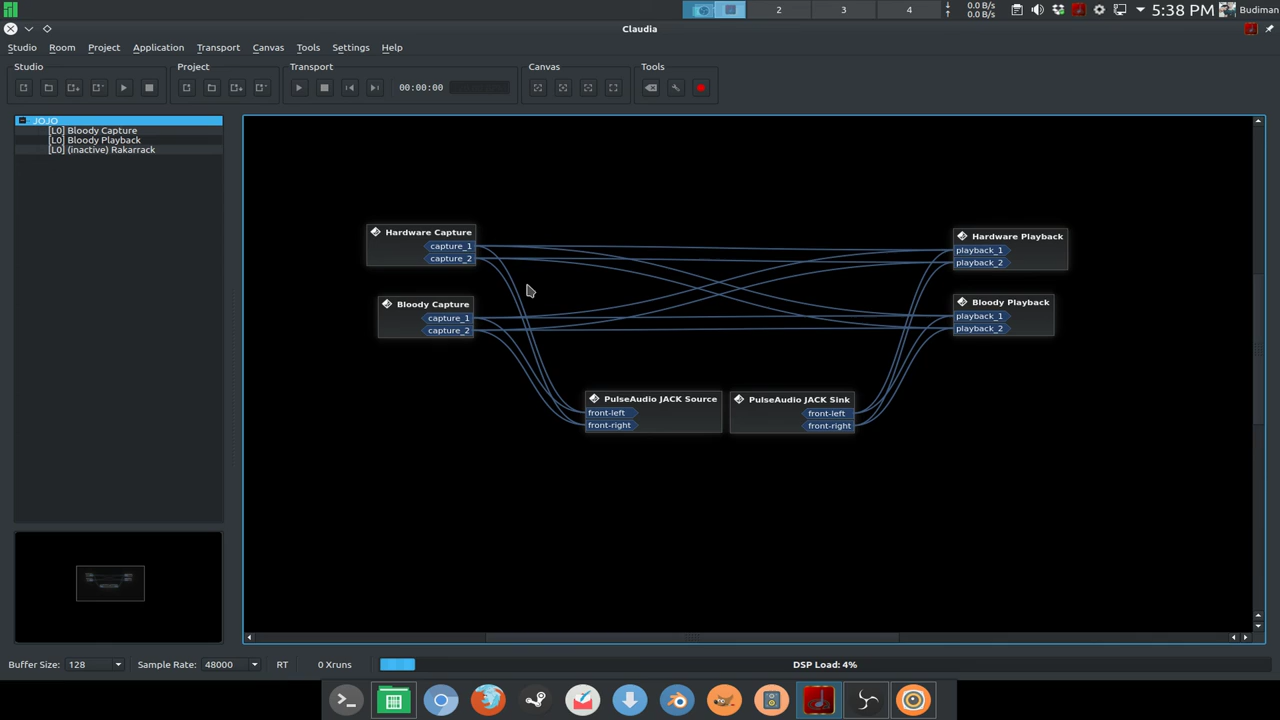 2
3
4
0.0 B/s
0.0 B/s
5:38 PM
Budiman
Claudia
Studio Room Project Application Transport Canvas Tools Settings Help
Studio
Project
Transport
Canvas
Tools
00:00:00
JOJO
[L0] Bloody Capture
[L0] Bloody Playback
[L0] (inactive) Rakarrack
Hardware Capture
capture_1
capture_2
Bloody Capture
capture_1
capture_2
PulseAudio JACK Source
front-left
front-right
PulseAudio JACK Sink
front-left
front-right
Hardware Playback
playback_1
playback_2
Bloody Playback
playback_1
playback_2
Buffer Size: 128
Sample Rate: 48000
RT
0 Xruns
DSP Load: 4%